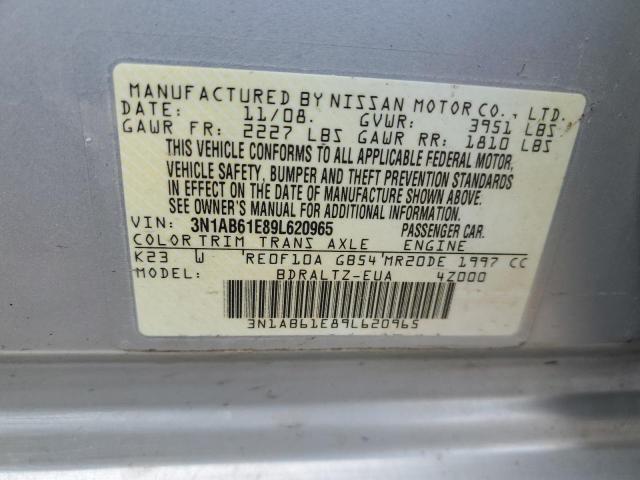 MANUFACTURED BY NISSAN MOTOR CO., LTD.
DATE: 11/08. GVWR: 3951 LBS
GAWR FR: 2227 LBS GAWR RR: 1810 LBS
THIS VEHICLE CONFORMS TO ALL APPLICABLE FEDERAL MOTOR,
VEHICLE SAFETY, BUMPER AND THEFT PREVENTION STANDARDS
IN EFFECT ON THE DATE OF MANUFACTURE SHOWN ABOVE.
SEE OWNER'S MANUAL FOR ADDITIONAL INFORMATION.
VIN: 3N1AB61E89L620965 PASSENGER CAR.
COLOR TRIM TRANS AXLE ENGINE
K23 W RE0F10A GB54 MR20DE 1997 CC
MODEL: BDRALTZ-EUA 4Z000
3N1AB61E89L620965